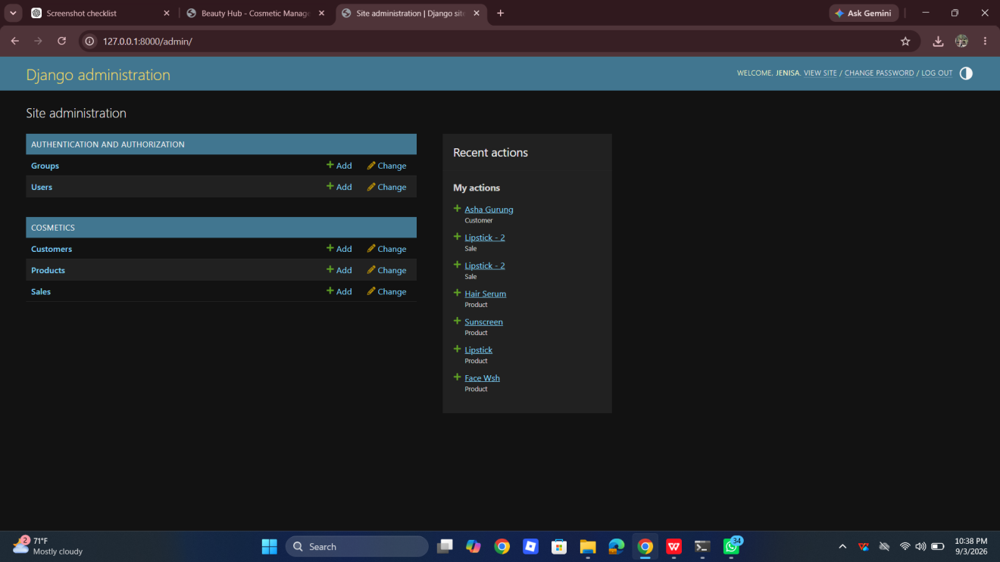 Screenshot checklist
Beauty Hub - Cosmetic Manage
Site administration | Django site
Ask Gemini
127.0.0.1:8000/admin/
Django administration
WELCOME, JENISA. VIEW SITE / CHANGE PASSWORD / LOG OUT
Site administration
AUTHENTICATION AND AUTHORIZATION
Groups Add Change
Users Add Change
COSMETICS
Customers Add Change
Products Add Change
Sales Add Change
Recent actions
My actions
Asha Gurung
Customer
Lipstick - 2
Sale
Lipstick - 2
Sale
Hair Serum
Product
Sunscreen
Product
Lipstick
Product
Face Wsh
Product
2
71°F
Mostly cloudy
Search
34
10:38 PM
9/3/2026